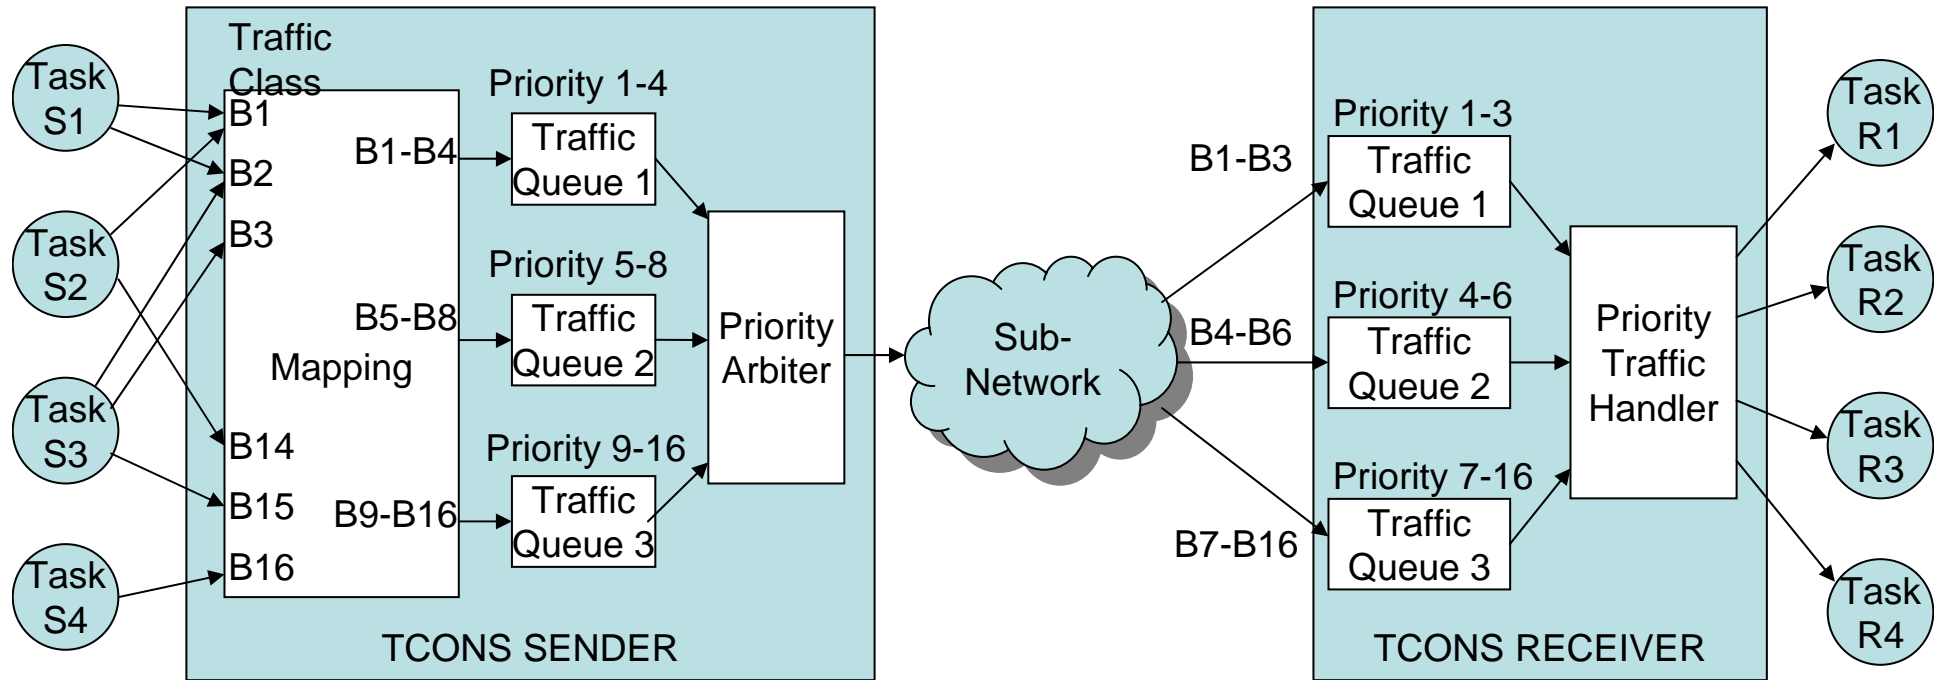 Task
S1
Task
S2
Task
S3
Task
S4
Traffic
Class
B1
B2
B3
B14
B15
B16
Mapping
B1-B4
B5-B8
B9-B16
Priority 1-4
Traffic
Queue 1
Priority 5-8
Traffic
Queue 2
Priority 9-16
Traffic
Queue 3
Priority
Arbiter
TCONS SENDER
Sub-
Network
B1-B3
B4-B6
B7-B16
Priority 1-3
Traffic
Queue 1
Priority 4-6
Traffic
Queue 2
Priority 7-16
Traffic
Queue 3
Priority
Traffic
Handler
TCONS RECEIVER
Task
R1
Task
R2
Task
R3
Task
R4